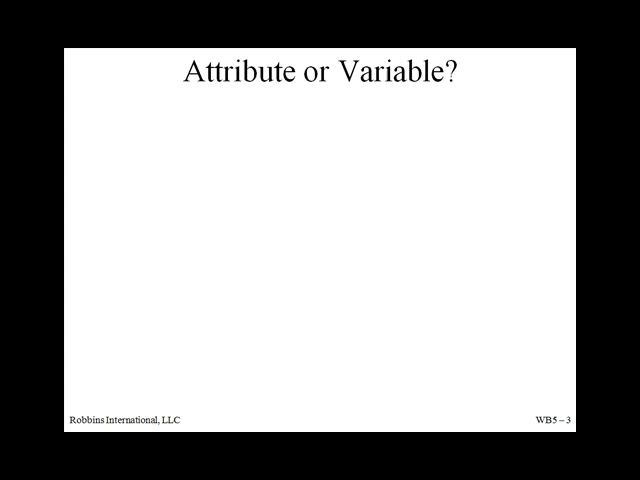 Attribute or Variable?
Robbins International, LLC
WB5 – 3